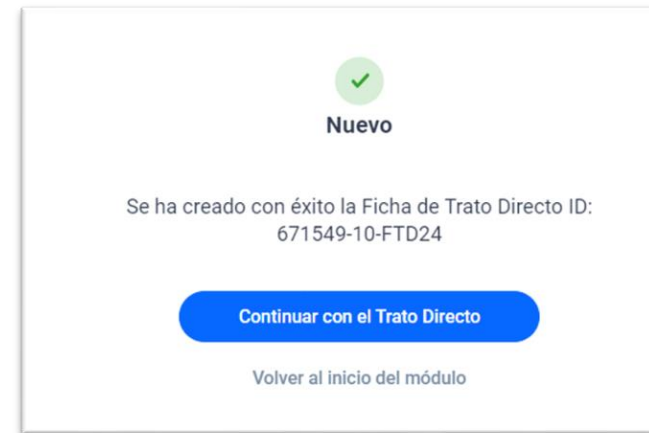 Nuevo
Se ha creado con éxito la Ficha de Trato Directo ID:
671549-10-FTD24
Continuar con el Trato Directo
Volver al inicio del módulo